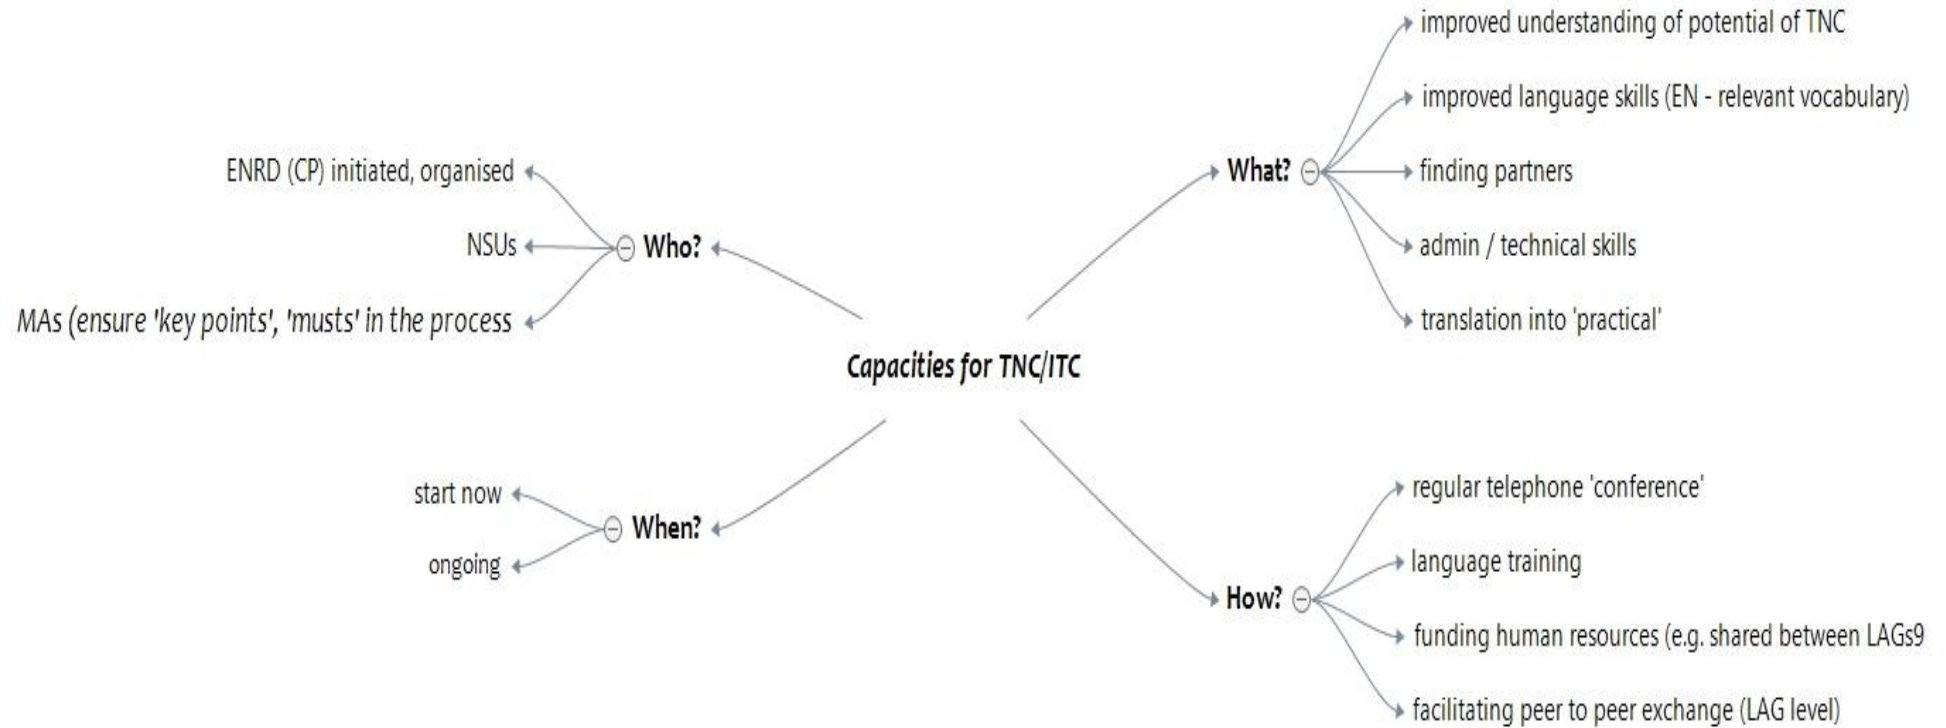 Capacities for TNC/ITC
What?
improved understanding of potential of TNC
improved language skills (EN - relevant vocabulary)
finding partners
admin / technical skills
translation into 'practical'
How?
regular telephone 'conference'
language training
funding human resources (e.g. shared between LAGs9
facilitating peer to peer exchange (LAG level)
Who?
ENRD (CP) initiated, organised
NSUs
MAs (ensure 'key points', 'musts' in the process
When?
start now
ongoing